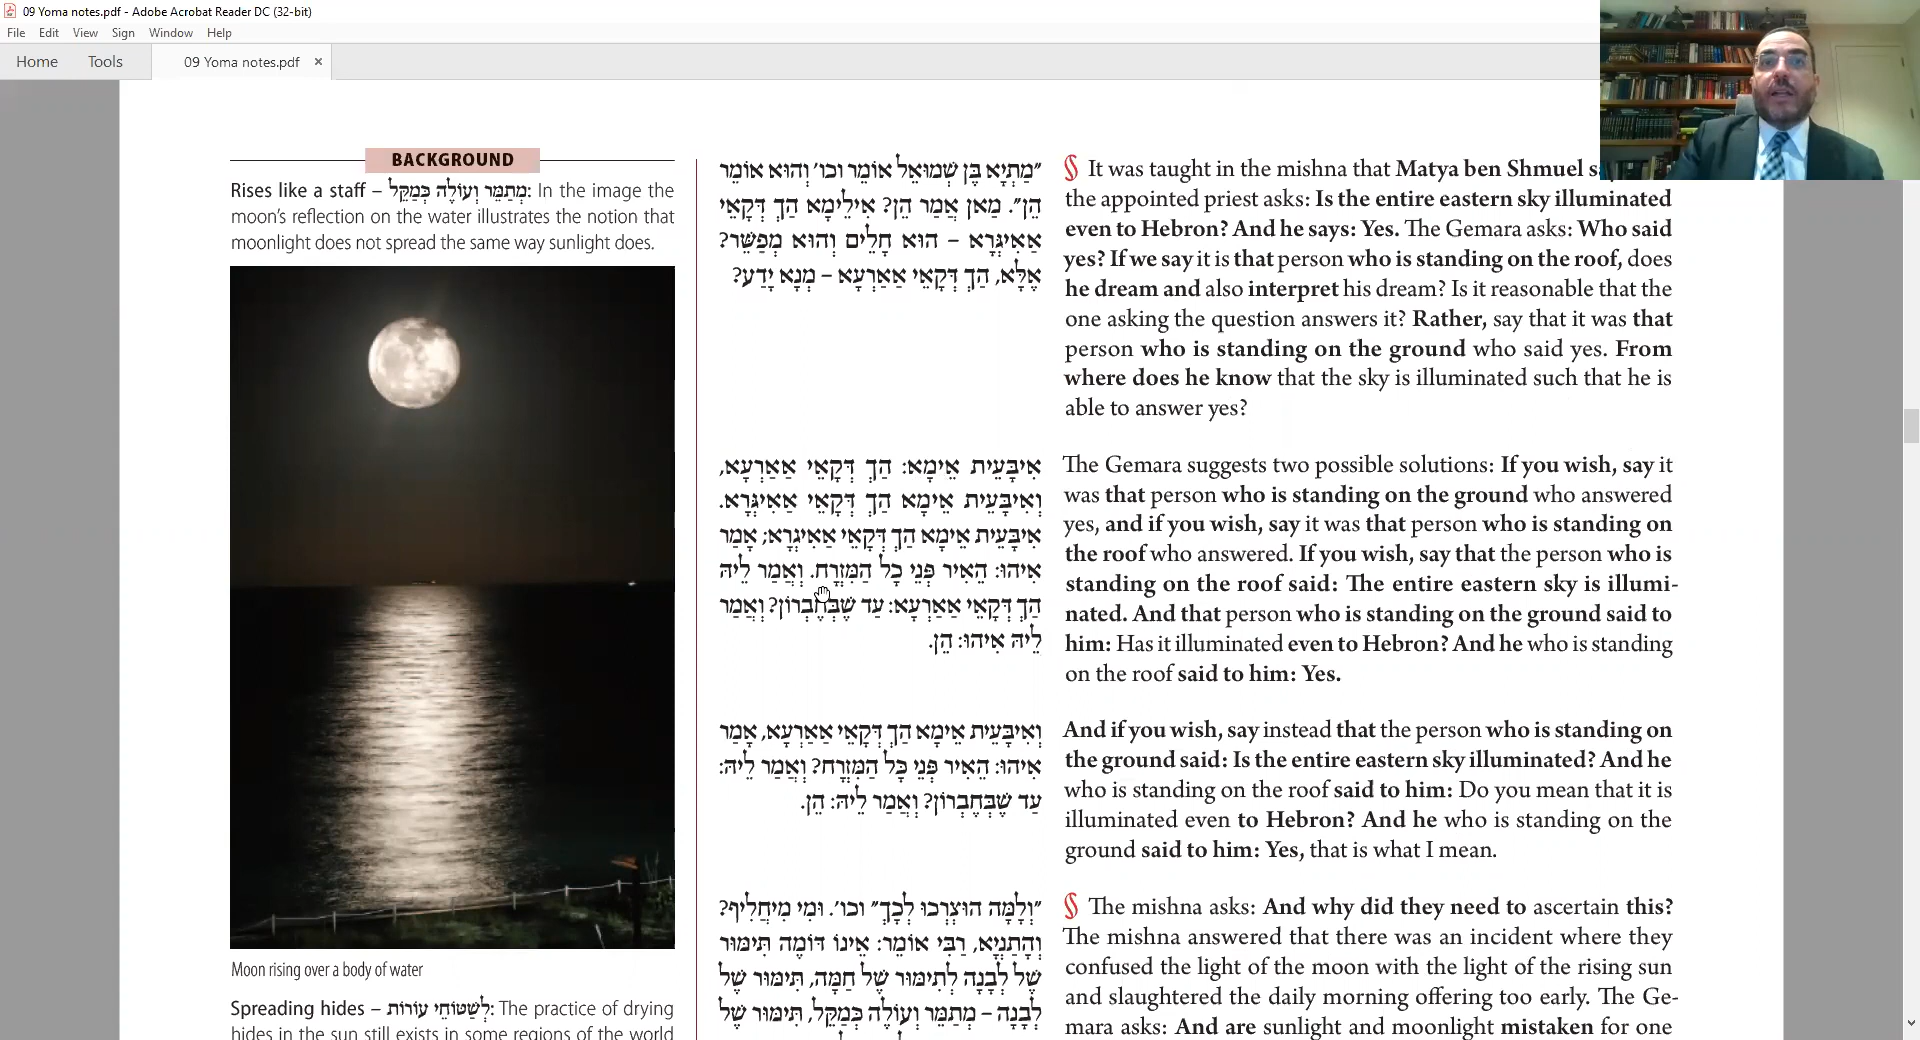 09 Yoma notes.pdf - Adobe Acrobat Reader DC (32-bit)
File Edit View Sign Window Help
Home Tools 09 Yoma notes.pdf ×
BACKGROUND
Rises like a staff – מְתַמֵּר וְעוֹלֶה כְּמַקֵּל: In the image the
moon's reflection on the water illustrates the notion that
moonlight does not spread the same way sunlight does.
Moon rising over a body of water
Spreading hides – לְשַׁטּוֹחֵי עוֹרוֹת: The practice of drying
hides in the sun still exists in some regions of the world
״מַתְיָא בֶּן שְׁמוּאֵל אוֹמֵר וכו׳ וְהוּא אוֹמֵר
הֵן״. מַאן אֲמַר הֵן? אִילֵימָא הַךְ דְּקָאֵי
אַאִיגָּרָא – הוּא חָלֵים וְהוּא מְפַשֵּׁר?
אֶלָּא, הַךְ דְּקָאֵי אַאַרְעָא – מְנָא יָדַע?
אִיבָּעֵית אֵימָא: הַךְ דְּקָאֵי אַאַרְעָא,
וְאִיבָּעֵית אֵימָא הַךְ דְּקָאֵי אַאִיגָּרָא.
אִיבָּעֵית אֵימָא הַךְ דְּקָאֵי אַאִיגְרָא; אָמַר
אִיהוּ: הֵאִיר פְּנֵי כָל הַמִּזְרָח. וְאָמַר לֵיהּ
הַךְ דְּקָאֵי אַאַרְעָא: עַד שֶׁבְּחֶבְרוֹן? וְאָמַר
לֵיהּ אִיהוּ: הֵן.
וְאִיבָּעֵית אֵימָא הַךְ דְּקָאֵי אַאַרְעָא, אָמַר
אִיהוּ: הֵאִיר פְּנֵי כָּל הַמִּזְרָח? וְאָמַר לֵיהּ:
עַד שֶׁבְּחֶבְרוֹן? וְאָמַר לֵיהּ: הֵן.
״וְלָמָּה הוּצְרְכוּ לְכָךְ״ וכו׳. וּמִי מִיחֲלִיף?
וְהָתַנְיָא, רַבִּי אוֹמֵר: אֵינוֹ דּוֹמֶה תִּימוּר
שֶׁל לְבָנָה לְתִימוּר שֶׁל חַמָּה, תִּימוּר שֶׁל
לְבָנָה – מְתַמֵּר וְעוֹלֶה כְּמַקֵּל, תִּימוּר שֶׁל
§ It was taught in the mishna that Matya ben Shmuel
the appointed priest asks: Is the entire eastern sky illuminated
even to Hebron? And he says: Yes. The Gemara asks: Who said
yes? If we say it is that person who is standing on the roof, does
he dream and also interpret his dream? Is it reasonable that the
one asking the question answers it? Rather, say that it was that
person who is standing on the ground who said yes. From
where does he know that the sky is illuminated such that he is
able to answer yes?
The Gemara suggests two possible solutions: If you wish, say it
was that person who is standing on the ground who answered
yes, and if you wish, say it was that person who is standing on
the roof who answered. If you wish, say that the person who is
standing on the roof said: The entire eastern sky is illumi-
nated. And that person who is standing on the ground said to
him: Has it illuminated even to Hebron? And he who is standing
on the roof said to him: Yes.
And if you wish, say instead that the person who is standing on
the ground said: Is the entire eastern sky illuminated? And he
who is standing on the roof said to him: Do you mean that it is
illuminated even to Hebron? And he who is standing on the
ground said to him: Yes, that is what I mean.
§ The mishna asks: And why did they need to ascertain this?
The mishna answered that there was an incident where they
confused the light of the moon with the light of the rising sun
and slaughtered the daily morning offering too early. The Ge-
mara asks: And are sunlight and moonlight mistaken for one